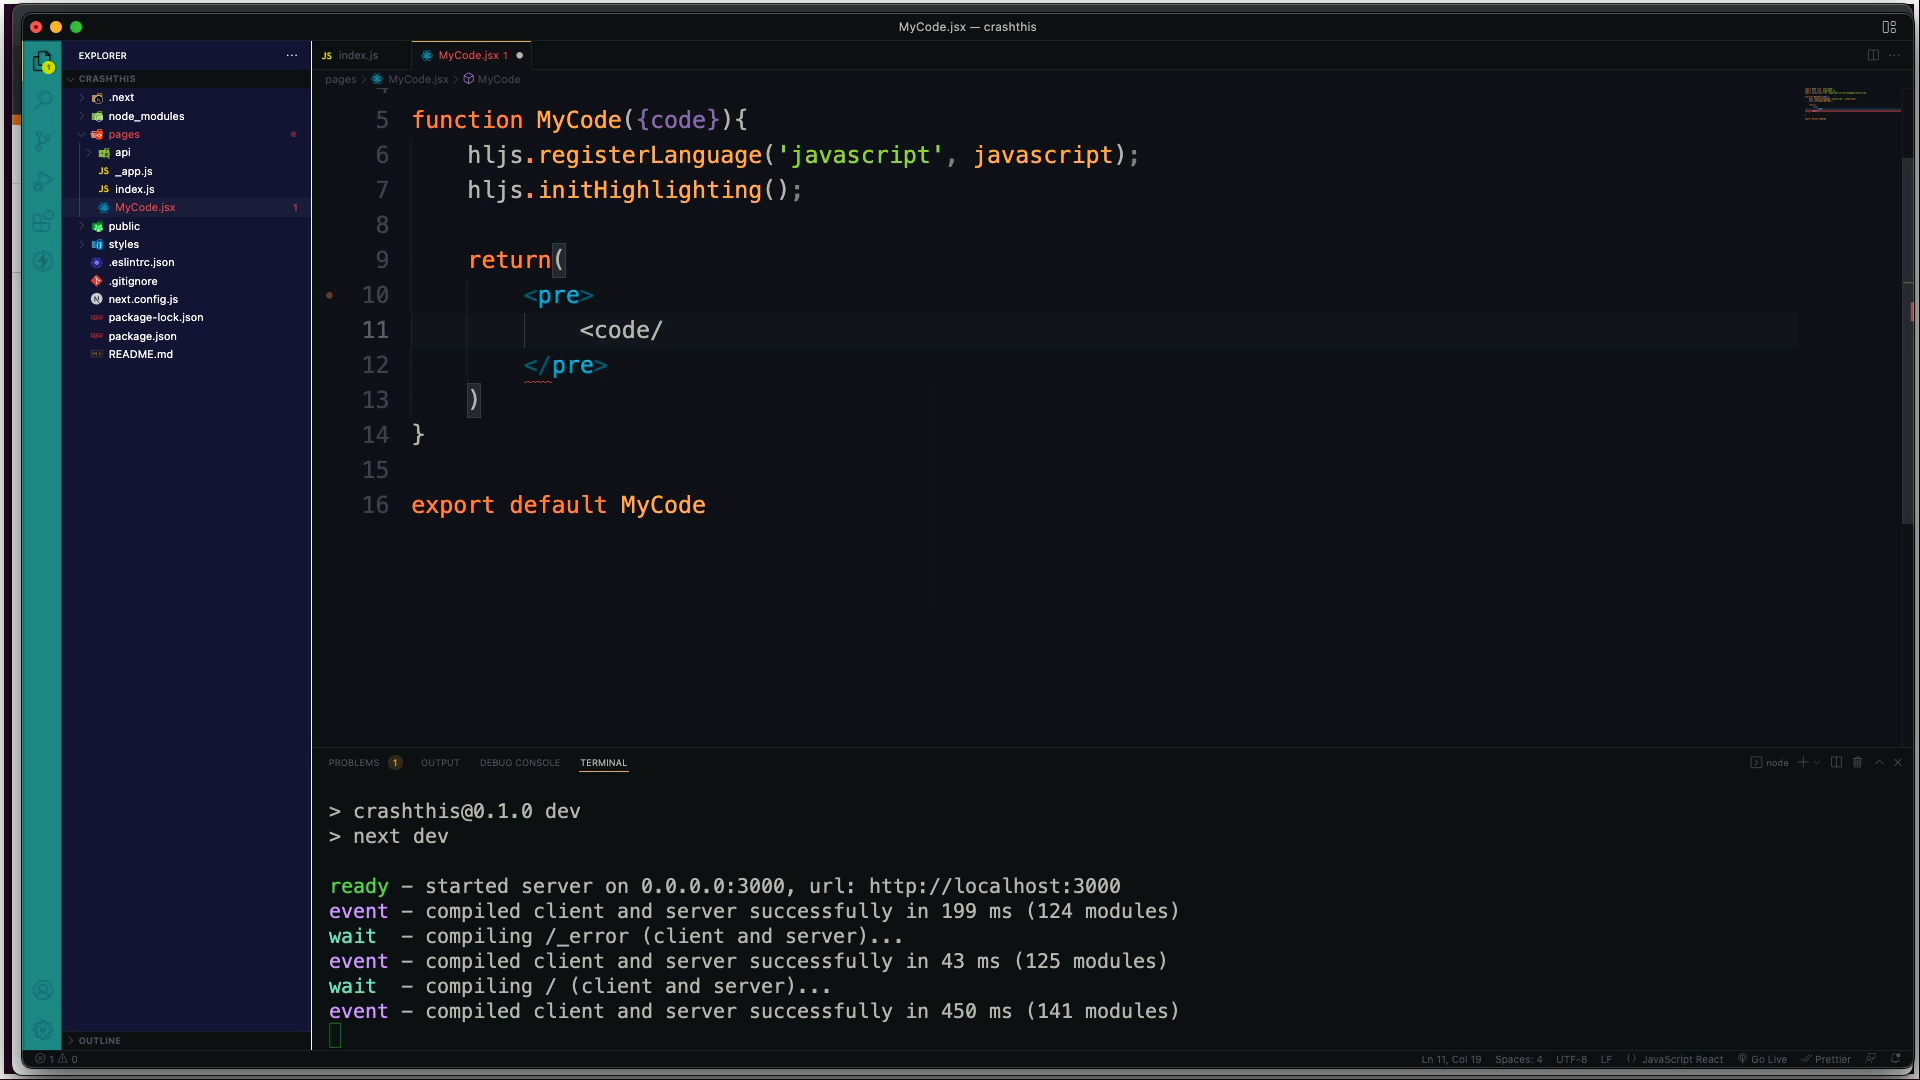 MyCode.jsx — crashthis
EXPLORER
CRASHTHIS
.next
node_modules
pages
api
JS _app.js
JS index.js
MyCode.jsx 1
public
styles
.eslintrc.json
.gitignore
N next.config.js
package-lock.json
package.json
README.md
OUTLINE
1
JS index.js
MyCode.jsx 1
pages > MyCode.jsx > MyCode
5 function MyCode({code}){
6 hljs.registerLanguage('javascript', javascript);
7 hljs.initHighlighting();
8
9 return(
10 <pre>
11 <code/
12 </pre>
13 )
14 }
15
16 export default MyCode
PROBLEMS 1 OUTPUT DEBUG CONSOLE TERMINAL
node
> crashthis@0.1.0 dev
> next dev
ready – started server on 0.0.0.0:3000, url: http://localhost:3000
event – compiled client and server successfully in 199 ms (124 modules)
wait – compiling /_error (client and server)...
event – compiled client and server successfully in 43 ms (125 modules)
wait – compiling / (client and server)...
event – compiled client and server successfully in 450 ms (141 modules)
1 0
Ln 11, Col 19 Spaces: 4 UTF-8 LF {} JavaScript React Go Live Prettier